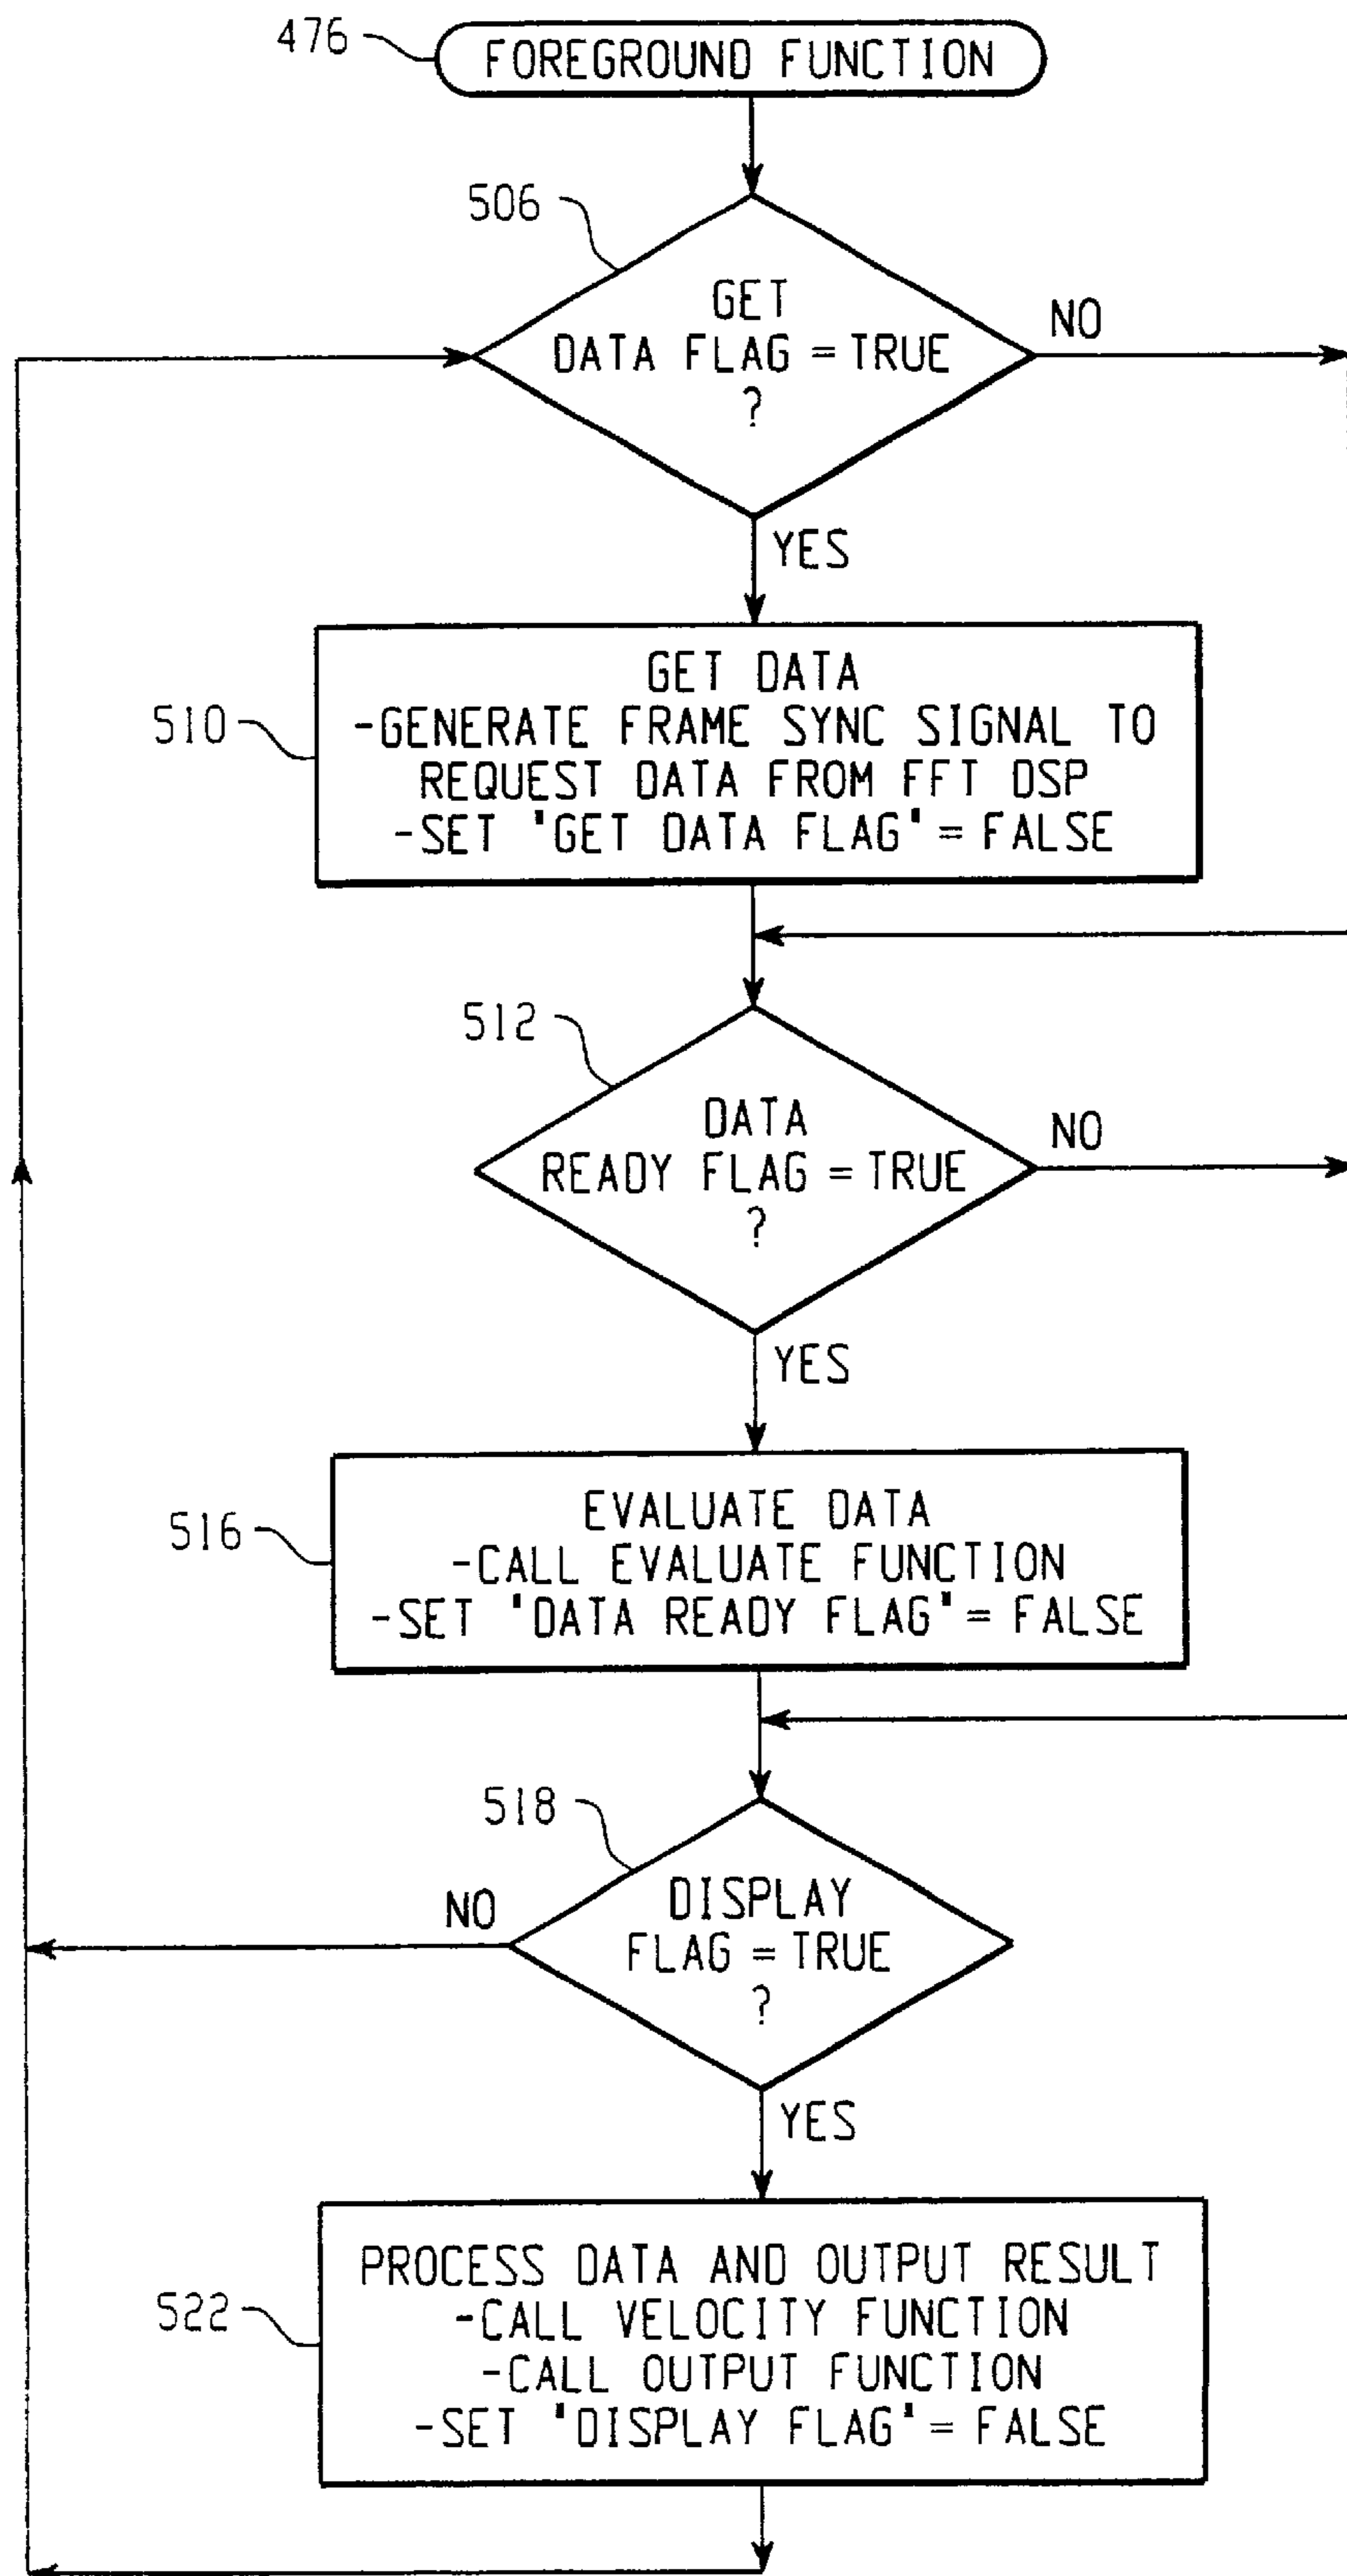 476
FOREGROUND FUNCTION
506
GET
DATA FLAG = TRUE
?
NO
YES
510
GET DATA
-GENERATE FRAME SYNC SIGNAL TO
REQUEST DATA FROM FFT DSP
-SET "GET DATA FLAG" = FALSE
512
DATA
READY FLAG = TRUE
?
NO
YES
516
EVALUATE DATA
-CALL EVALUATE FUNCTION
-SET "DATA READY FLAG" = FALSE
518
DISPLAY
FLAG = TRUE
?
NO
YES
522
PROCESS DATA AND OUTPUT RESULT
-CALL VELOCITY FUNCTION
-CALL OUTPUT FUNCTION
-SET "DISPLAY FLAG" = FALSE